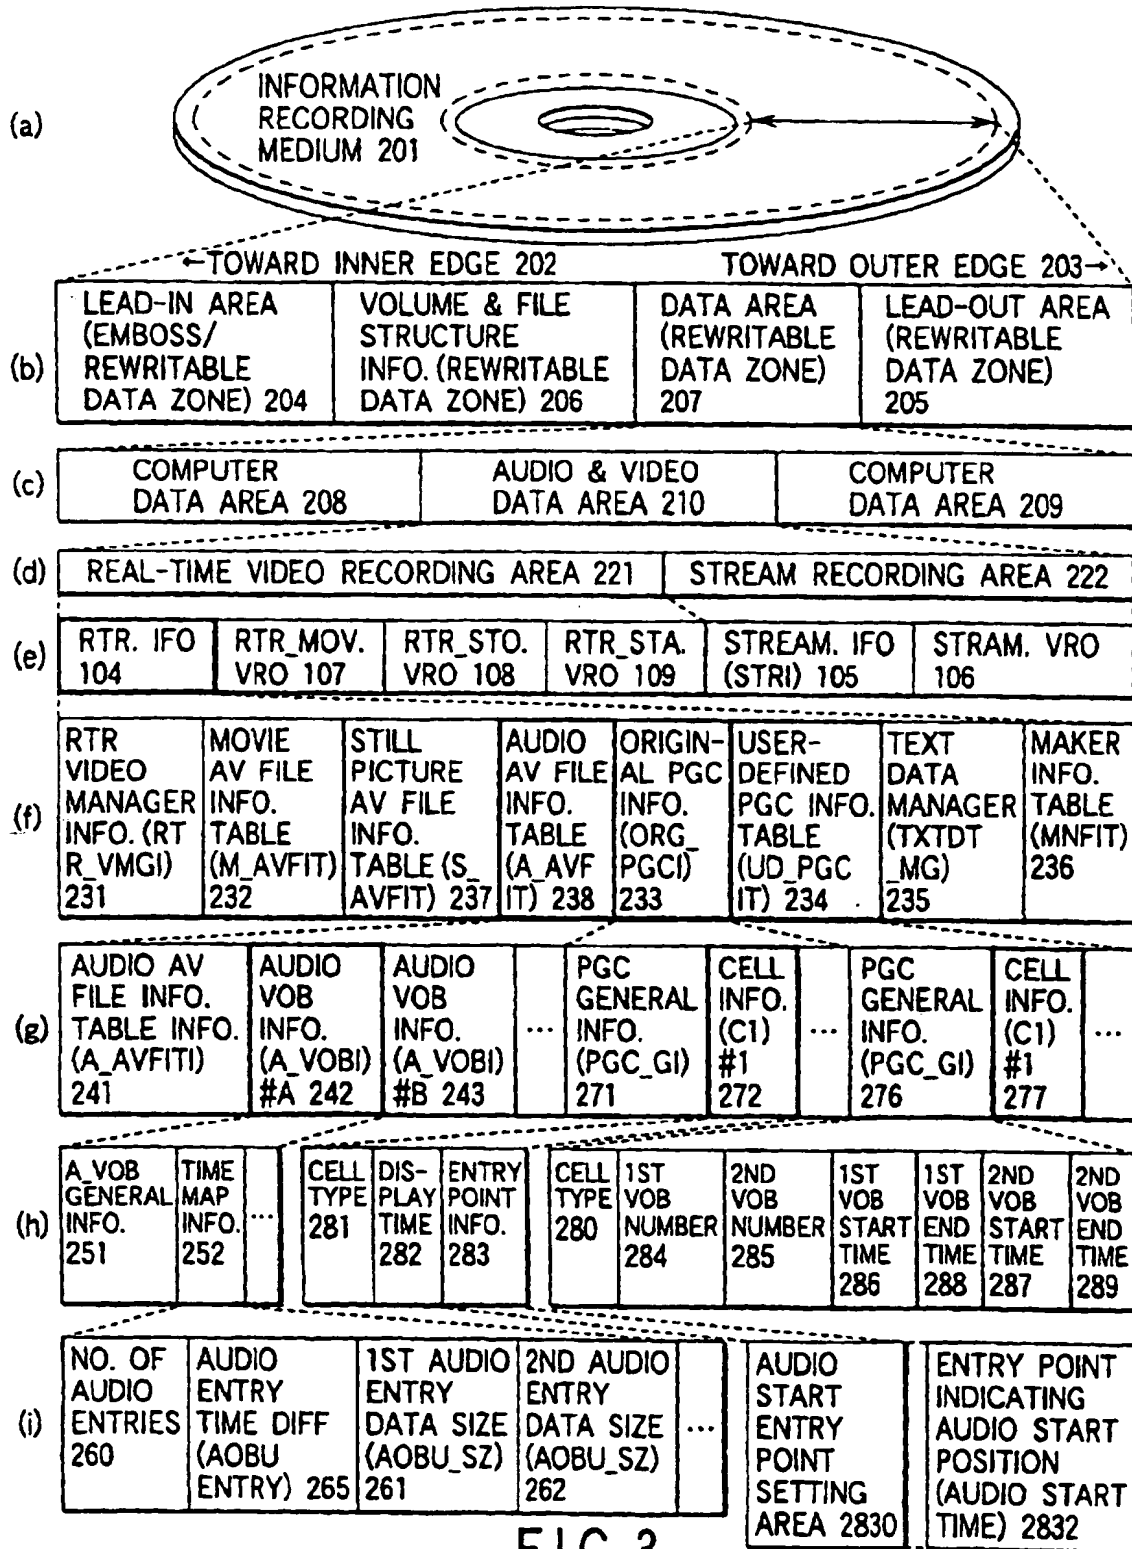 (a)
INFORMATION
RECORDING
MEDIUM 201
←TOWARD INNER EDGE 202
TOWARD OUTER EDGE 203→
(b)
LEAD-IN AREA
(EMBOSS/
REWRITABLE
DATA ZONE) 204
VOLUME & FILE
STRUCTURE
INFO. (REWRITABLE
DATA ZONE) 206
DATA AREA
(REWRITABLE
DATA ZONE)
207
LEAD-OUT AREA
(REWRITABLE
DATA ZONE)
205
(c)
COMPUTER
DATA AREA 208
AUDIO & VIDEO
DATA AREA 210
COMPUTER
DATA AREA 209
(d)
REAL-TIME VIDEO RECORDING AREA 221
STREAM RECORDING AREA 222
(e)
RTR. IFO
104
RTR_MOV.
VRO 107
RTR_STO.
VRO 108
RTR_STA.
VRO 109
STREAM. IFO
(STRI) 105
STRAM. VRO
106
(f)
RTR
VIDEO
MANAGER
INFO. (RT
R_VMGI)
231
MOVIE
AV FILE
INFO.
TABLE
(M_AVFIT)
232
STILL
PICTURE
AV FILE
INFO.
TABLE (S_
AVFIT) 237
AUDIO
AV FILE
INFO.
TABLE
(A_AVF
IT) 238
ORIGIN-
AL PGC
INFO.
(ORG_
PGCI)
233
USER-
DEFINED
PGC INFO.
TABLE
(UD_PGC
IT) 234
TEXT
DATA
MANAGER
(TXTDT
_MG)
235
MAKER
INFO.
TABLE
(MNFIT)
236
(g)
AUDIO AV
FILE INFO.
TABLE INFO.
(A_AVFITI)
241
AUDIO
VOB
INFO.
(A_VOBI)
#A 242
AUDIO
VOB
INFO.
(A_VOBI)
#B 243
...
PGC
GENERAL
INFO.
(PGC_GI)
271
CELL
INFO.
(C1)
#1
272
...
PGC
GENERAL
INFO.
(PGC_GI)
276
CELL
INFO.
(C1)
#1
277
...
(h)
A_VOB
GENERAL
INFO.
251
TIME
MAP
INFO.
252
...
CELL
TYPE
281
DIS-
PLAY
TIME
282
ENTRY
POINT
INFO.
283
CELL
TYPE
280
1ST
VOB
NUMBER
284
2ND
VOB
NUMBER
285
1ST
VOB
START
TIME
286
1ST
VOB
END
TIME
288
2ND
VOB
START
TIME
287
2ND
VOB
END
TIME
289
(i)
NO. OF
AUDIO
ENTRIES
260
AUDIO
ENTRY
TIME DIFF
(AOBU
ENTRY) 265
1ST AUDIO
ENTRY
DATA SIZE
(AOBU_SZ)
261
2ND AUDIO
ENTRY
DATA SIZE
(AOBU_SZ)
262
...
AUDIO
START
ENTRY
POINT
SETTING
AREA 2830
ENTRY POINT
INDICATING
AUDIO START
POSITION
(AUDIO START
TIME) 2832
FIG. 3